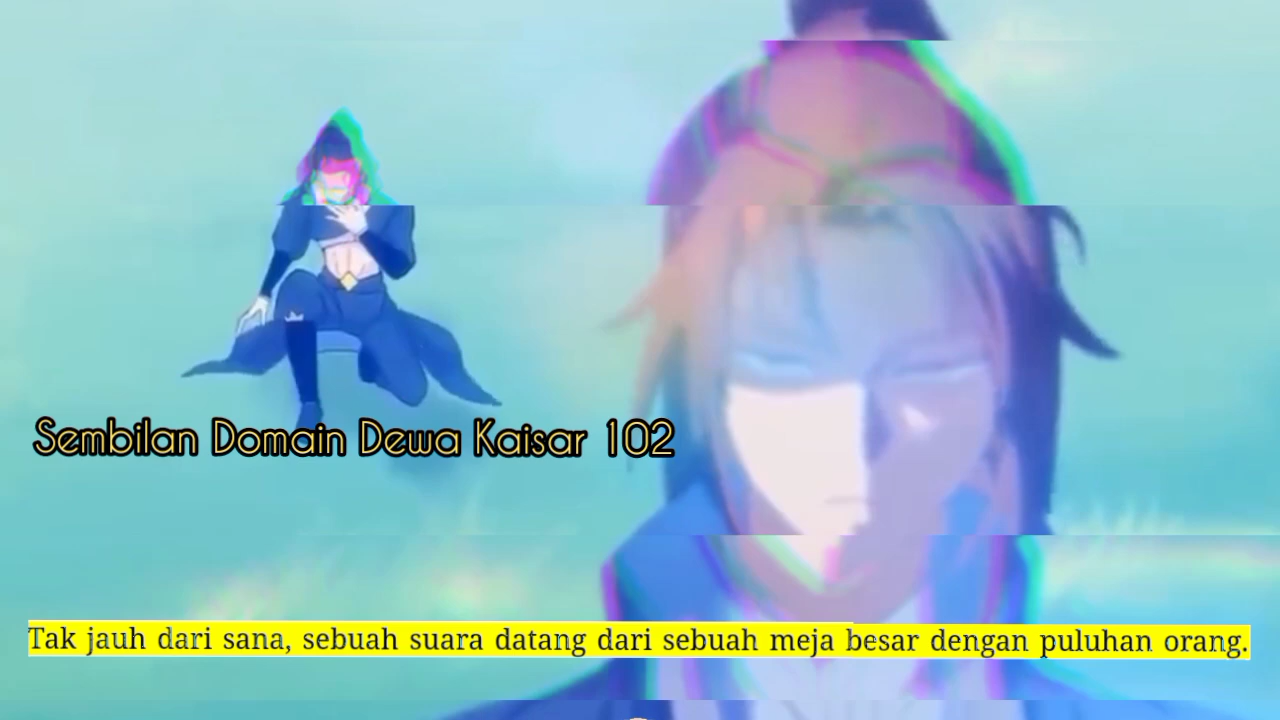 Sembilan Domain Dewa Kaisar 102
Tak jauh dari sana, sebuah suara datang dari sebuah meja besar dengan puluhan orang.